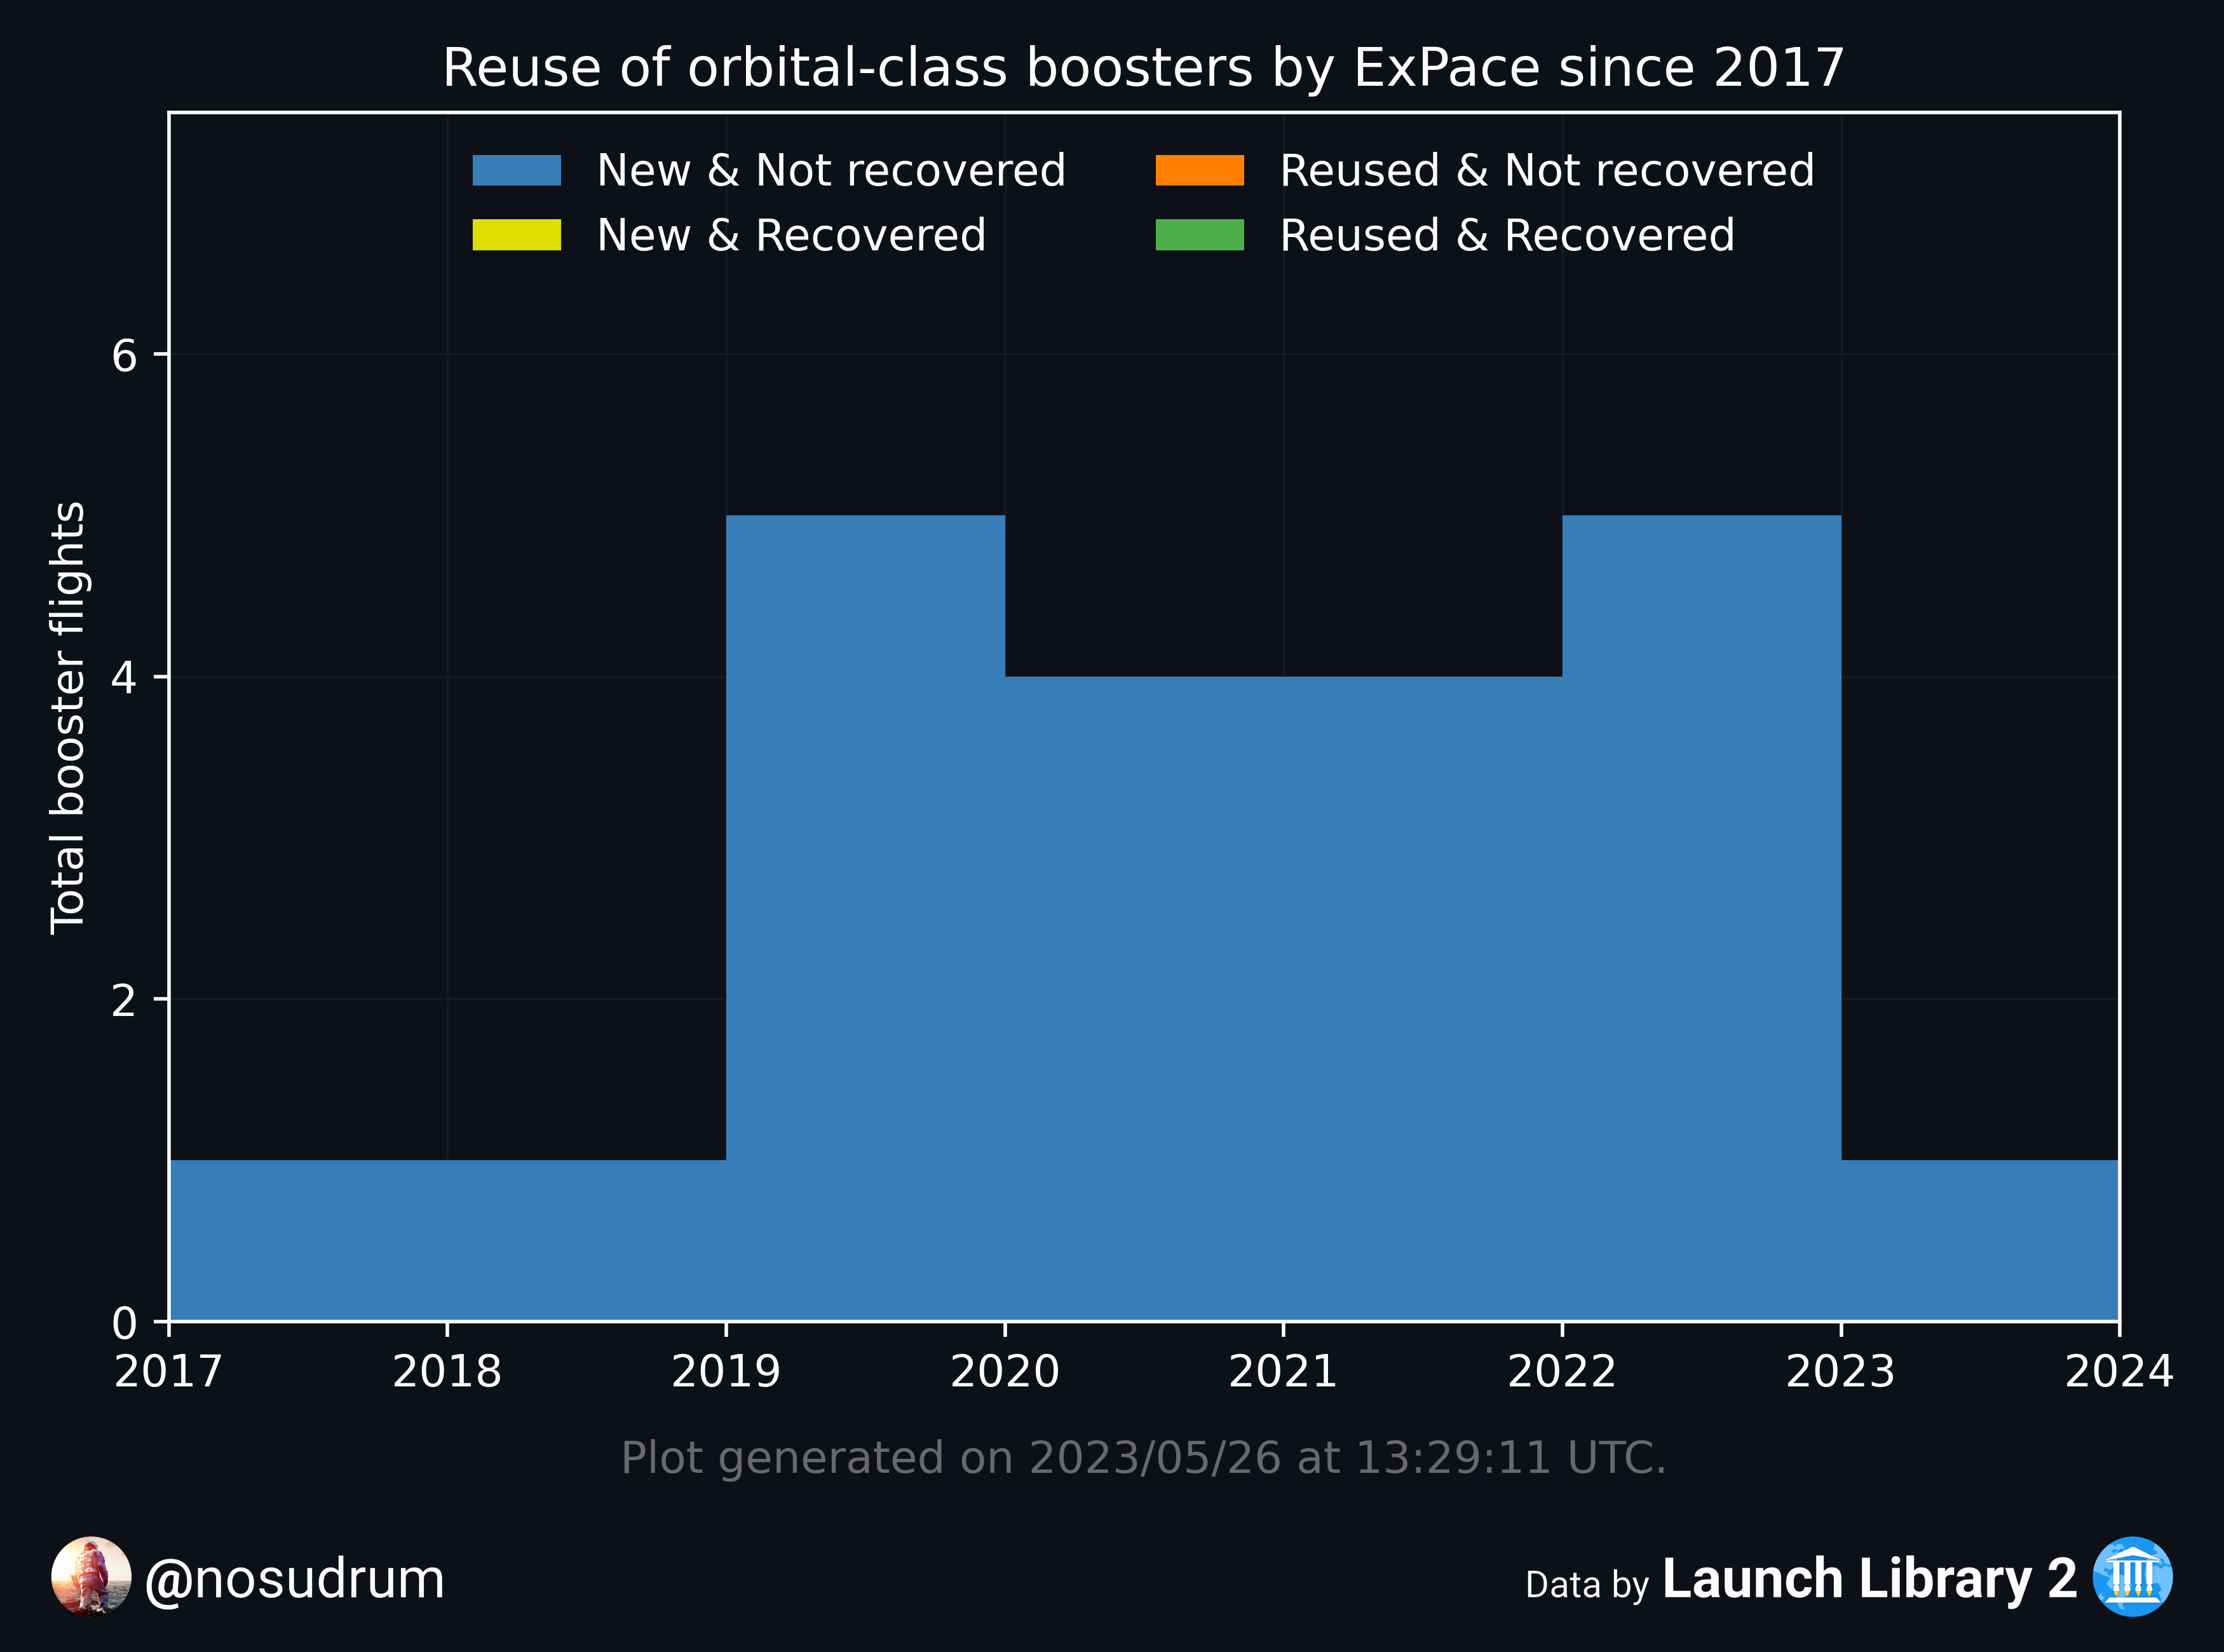 Reuse of orbital-class boosters by ExPace since 2017
New & Not recovered
New & Recovered
Reused & Not recovered
Reused & Recovered
Total booster flights
6
4
2
0
2017 2018 2019 2020 2021 2022 2023 2024
Plot generated on 2023/05/26 at 13:29:11 UTC.
@nosudrum
Data by Launch Library 2